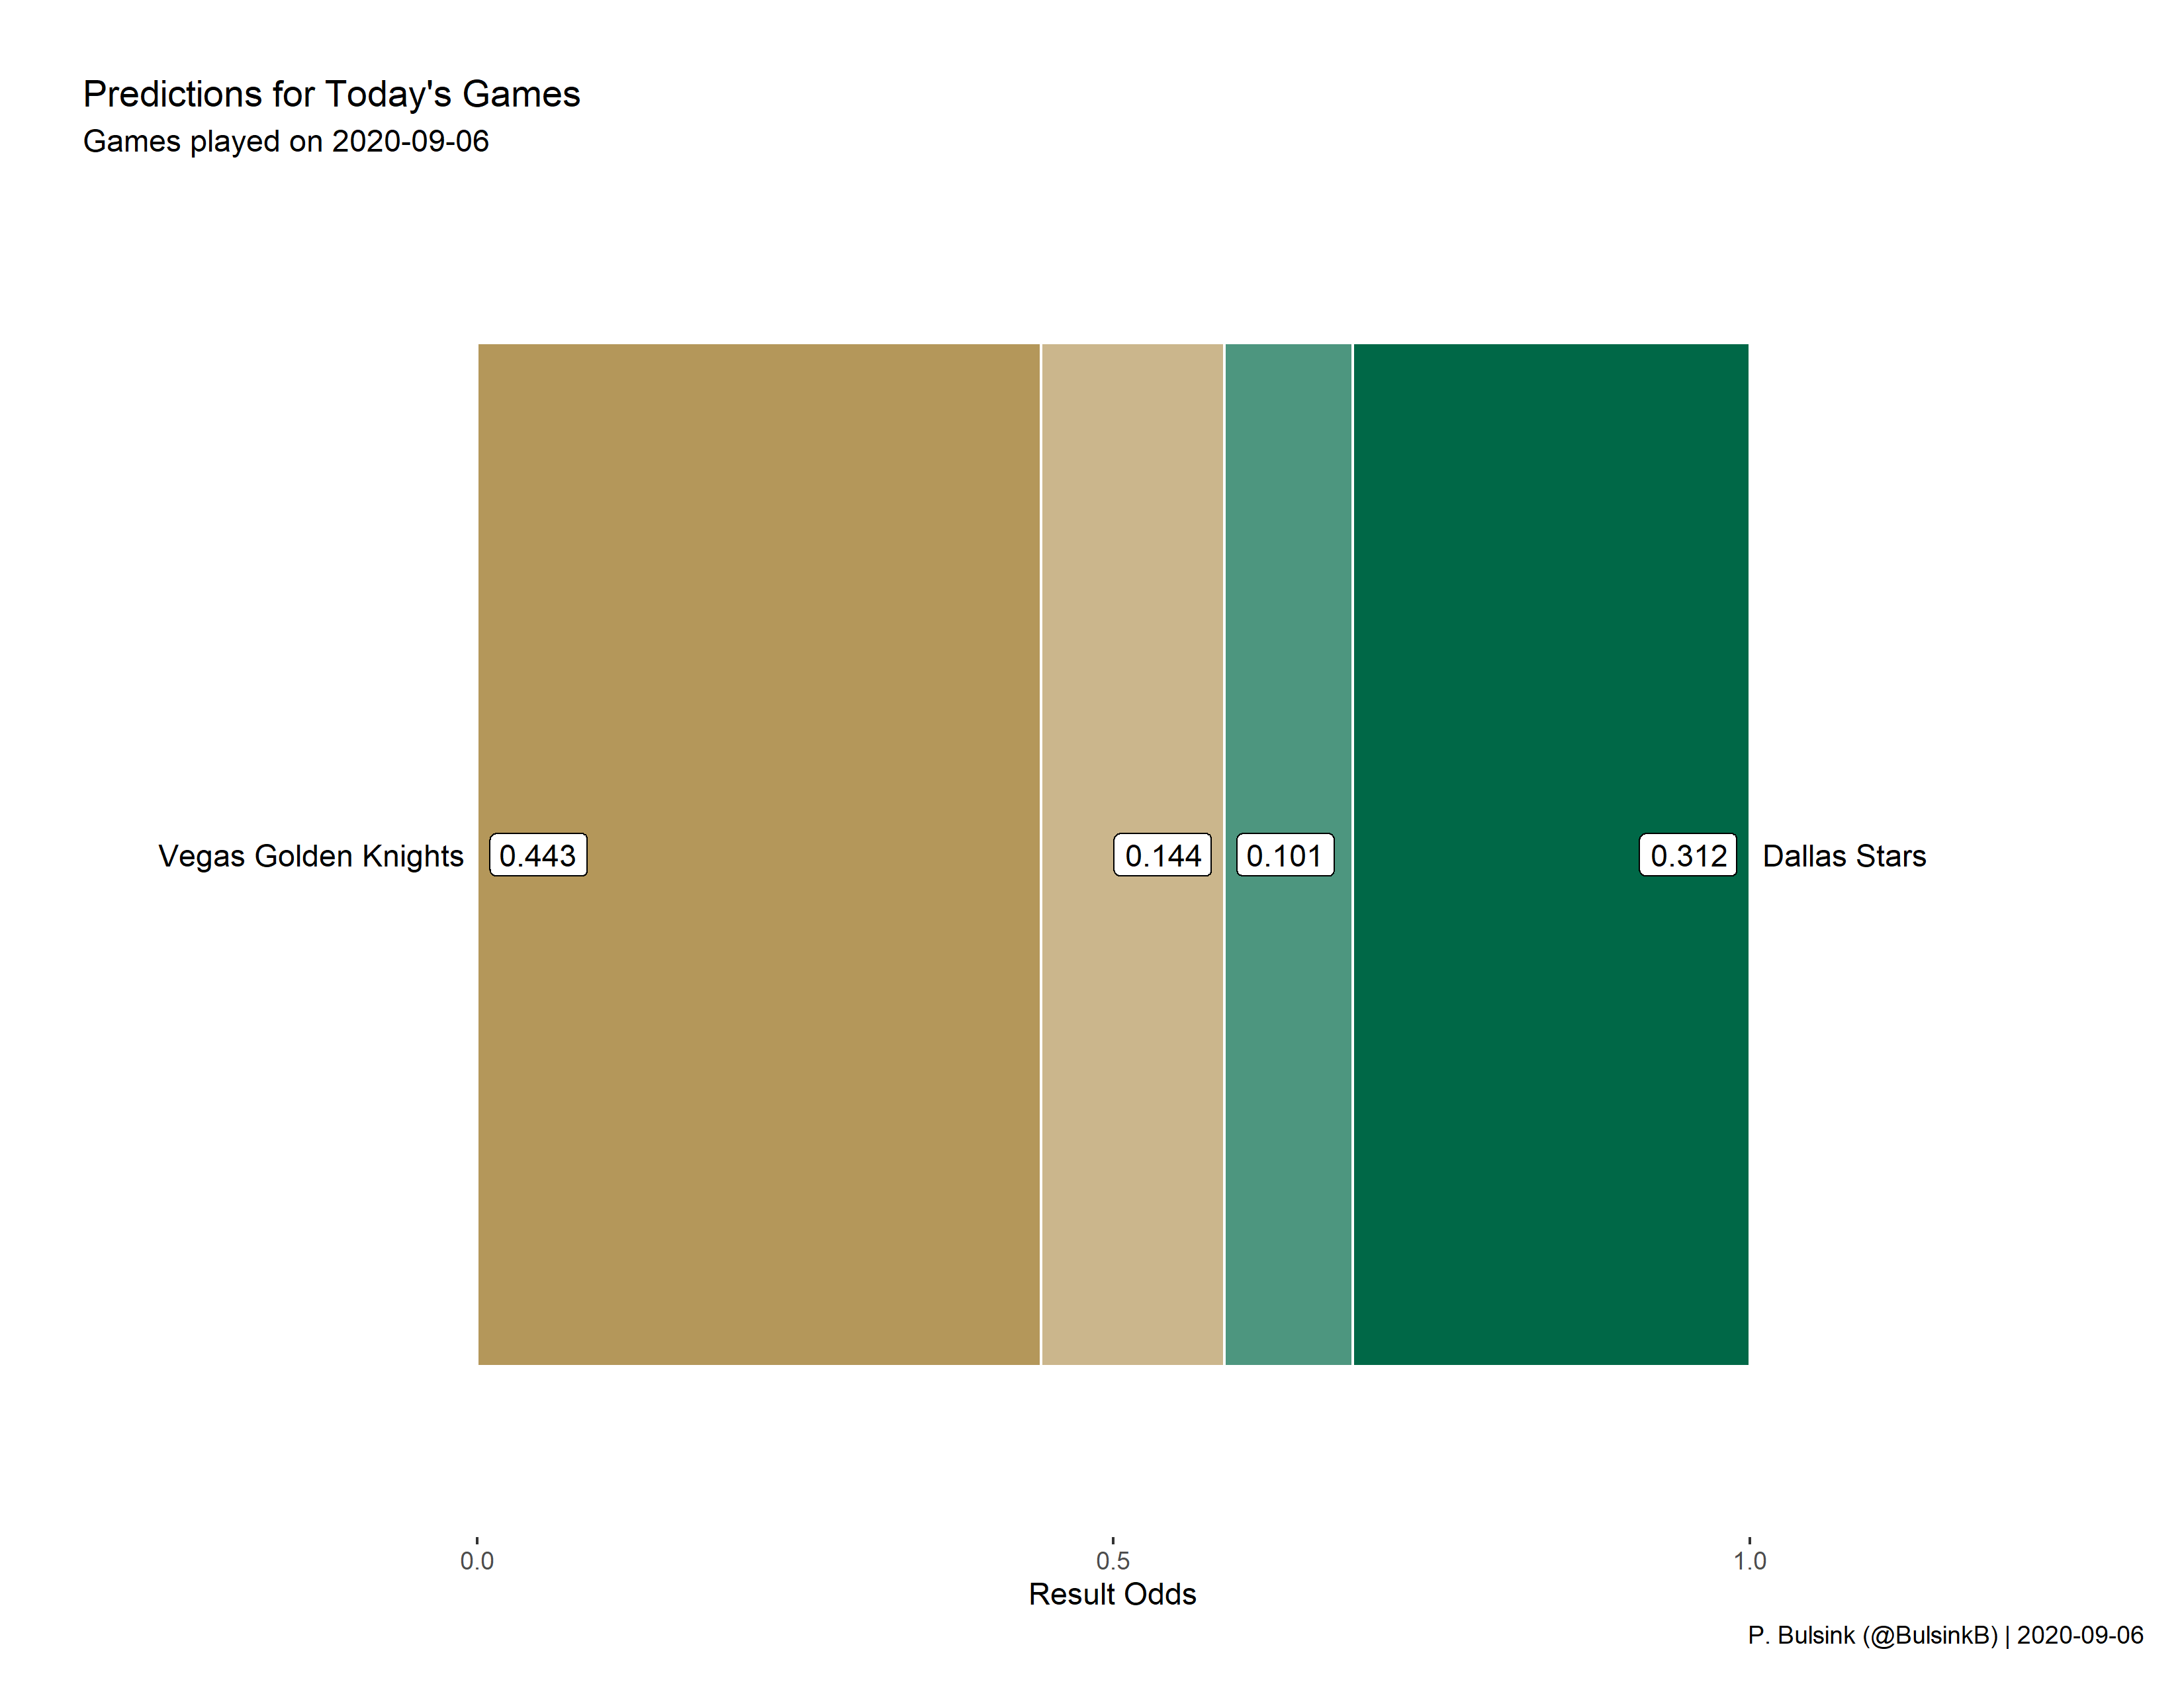 Predictions for Today's Games
Games played on 2020-09-06
Vegas Golden Knights 0.443 0.144 0.101 0.312 Dallas Stars
0.0 0.5 1.0
Result Odds
P. Bulsink (@BulsinkB) | 2020-09-06